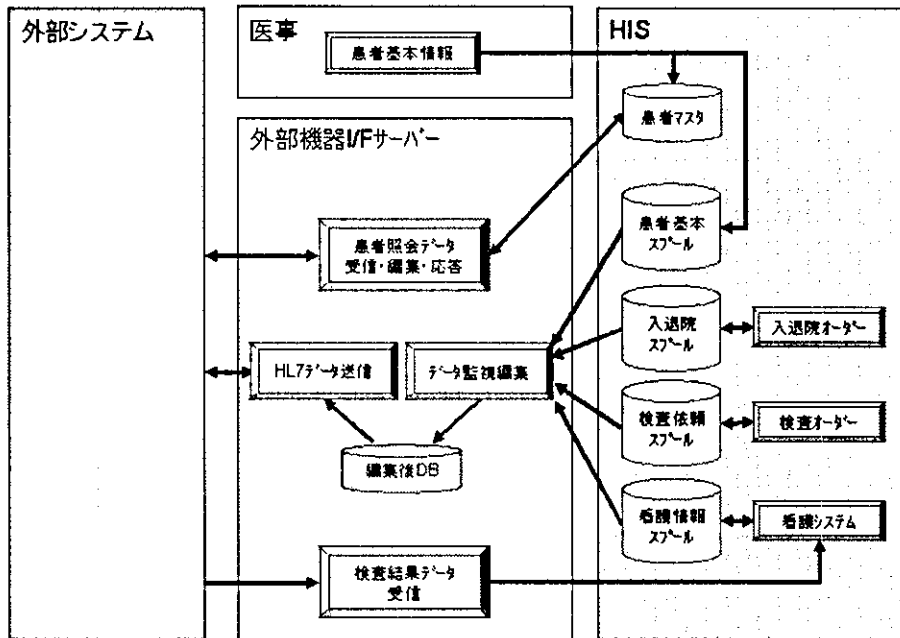 外部システム
医事
患者基本情報
HIS
患者マスタ
外部機器I/Fサーバー
患者照会データ
受信・編集・応答
患者基本
スプール
入退院
スプール
入退院オーダー
HL7データ送信
データ監視編集
検査依頼
スプール
検査オーダー
編集後DB
看護情報
スプール
看護システム
検査結果データ
受信